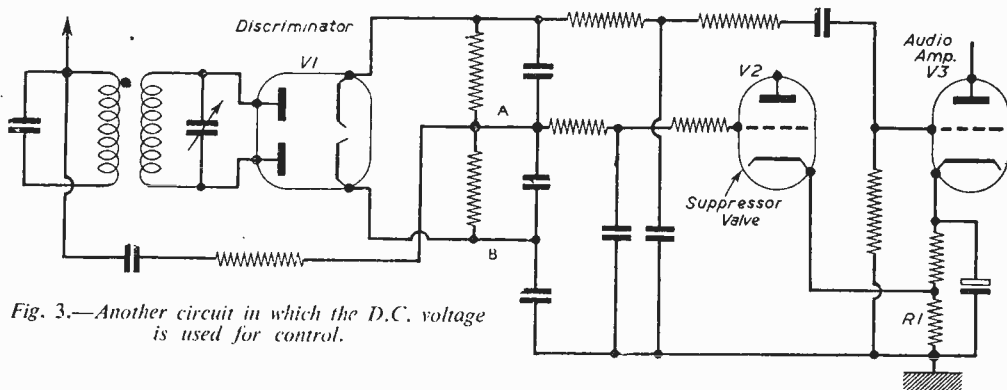 Discriminator
V1
A
B
V2
Suppressor
Valve
Audio
Amp.
V3
R1
Fig. 3.—Another circuit in which the D.C. voltage
is used for control.